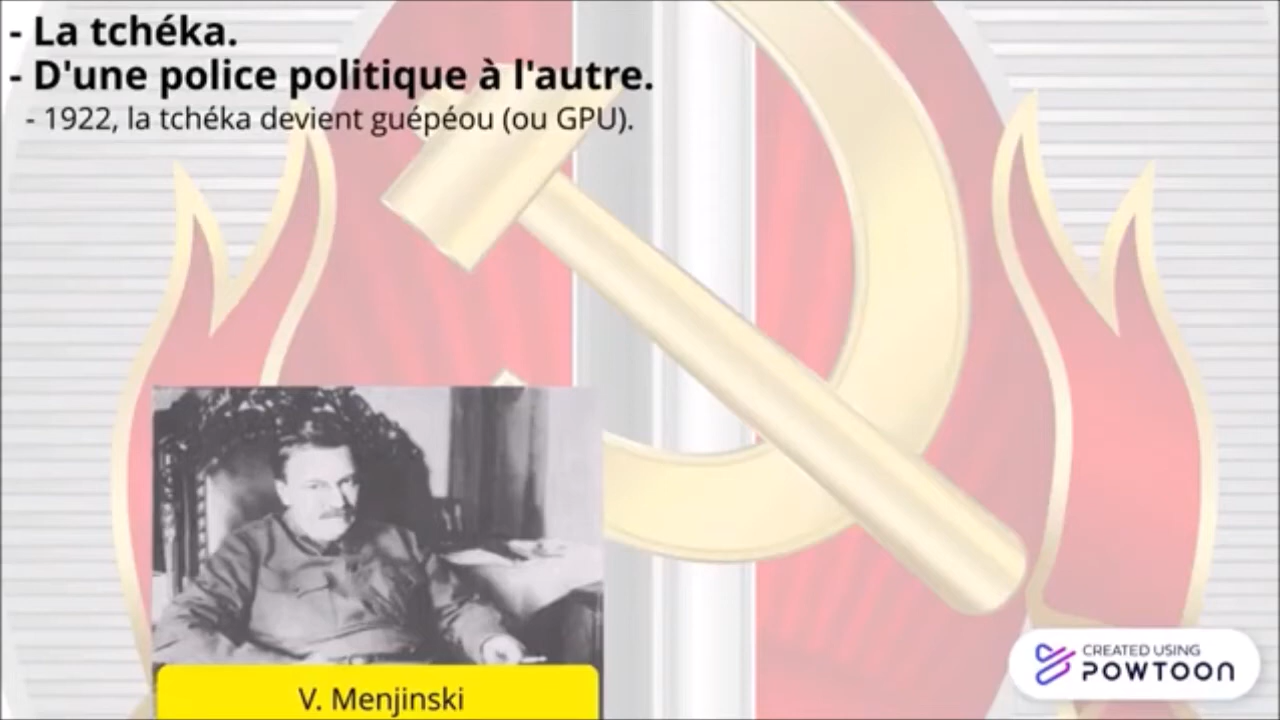 - La tchéka.
- D'une police politique à l'autre.
- 1922, la tchéka devient guépéou (ou GPU).
V. Menjinski
CREATED USING
POWTOON